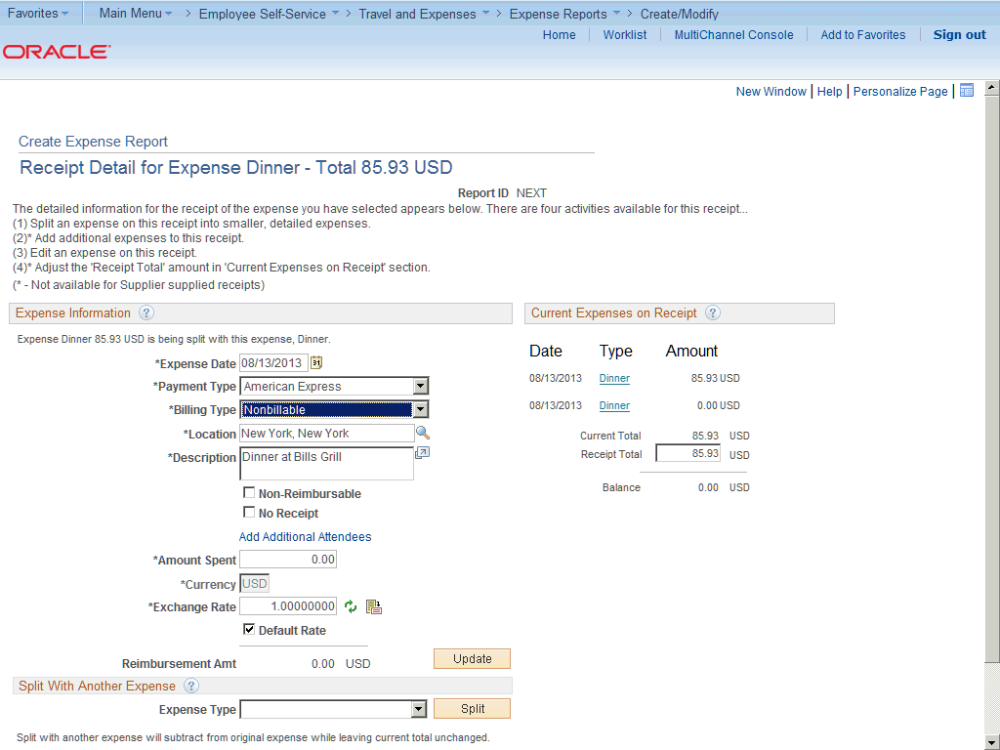 Favorites Main Menu > Employee Self-Service > Travel and Expenses > Expense Reports > Create/Modify
Home Worklist MultiChannel Console Add to Favorites Sign out
ORACLE
New Window Help Personalize Page
Create Expense Report
Receipt Detail for Expense Dinner - Total 85.93 USD
Report ID NEXT
The detailed information for the receipt of the expense you have selected appears below. There are four activities available for this receipt...
(1) Split an expense on this receipt into smaller, detailed expenses.
(2)* Add additional expenses to this receipt.
(3) Edit an expense on this receipt.
(4)* Adjust the 'Receipt Total' amount in 'Current Expenses on Receipt' section.
(* - Not available for Supplier supplied receipts)
Expense Information ?
Expense Dinner 85.93 USD is being split with this expense, Dinner.
*Expense Date 08/13/2013 31
*Payment Type American Express
*Billing Type Nonbillable
*Location New York, New York
*Description Dinner at Bills Grill
Non-Reimbursable
No Receipt
Add Additional Attendees
*Amount Spent 0.00
*Currency USD
*Exchange Rate 1.00000000
Default Rate
Reimbursement Amt 0.00 USD
Update
Split With Another Expense ?
Expense Type Split
Split with another expense will subtract from original expense while leaving current total unchanged.
Current Expenses on Receipt ?
Date Type Amount
08/13/2013 Dinner 85.93 USD
08/13/2013 Dinner 0.00 USD
Current Total 85.93 USD
Receipt Total 85.93 USD
Balance 0.00 USD